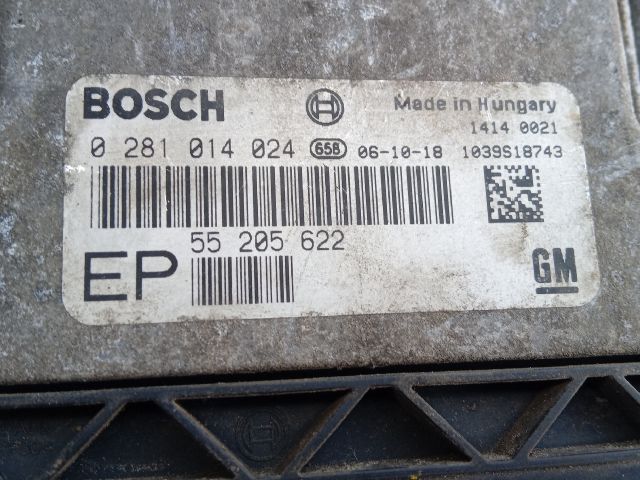 BOSCH
Made in Hungary
1414 0021
0 281 014 024 658 06-10-18 1039S18743
55 205 622
EP
GM